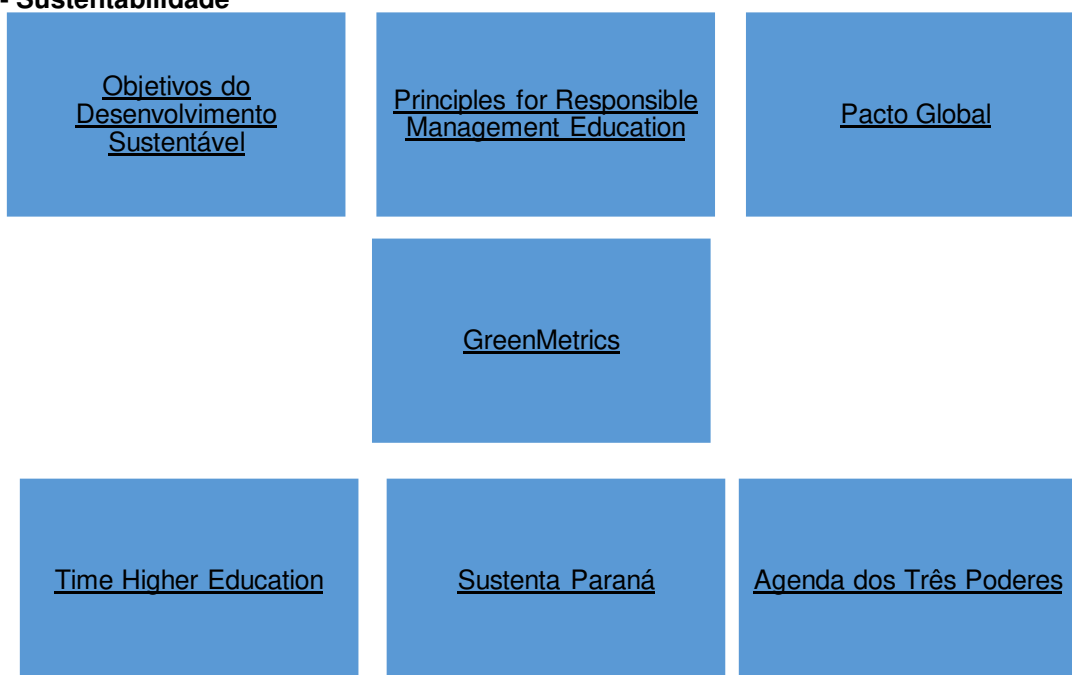 - Sustentabilidade
Objetivos do
Desenvolvimento
Sustentável
Principles for Responsible
Management Education
Pacto Global
GreenMetrics
Time Higher Education
Sustenta Paraná
Agenda dos Três Poderes